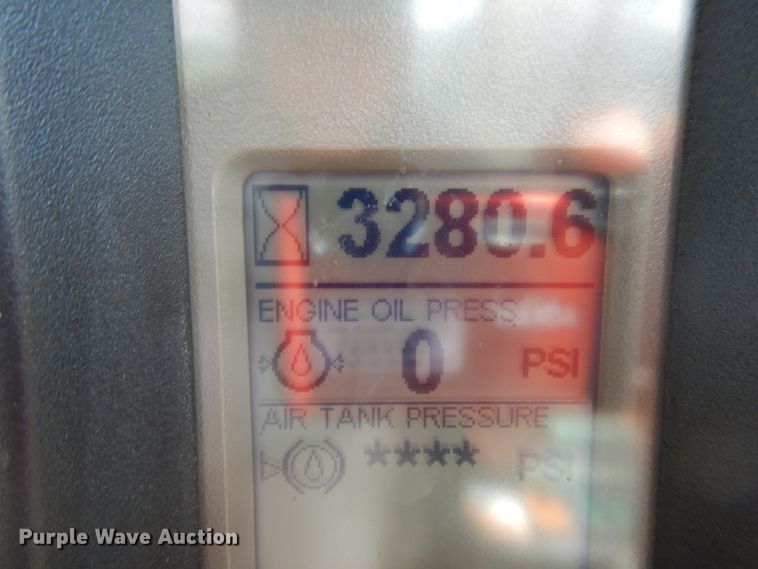 3280.6
ENGINE OIL PRESS
0 PSI
AIR TANK PRESSURE
**** PSI
Purple Wave Auction